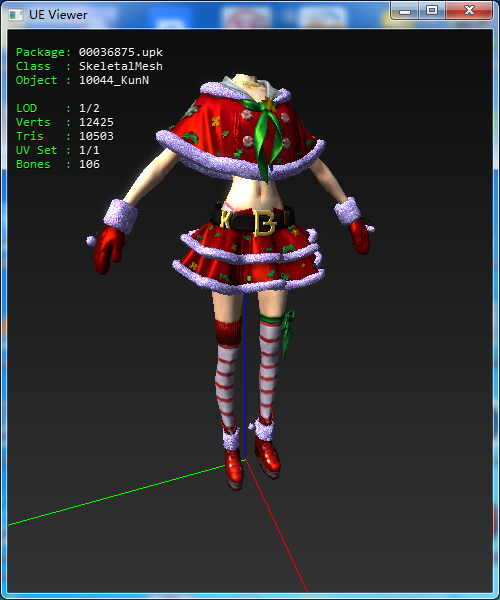 UE Viewer
Package: 00036875.upk
Class : SkeletalMesh
Object : 10044_KunN
LOD : 1/2
Verts : 12425
Tris : 10503
UV Set : 1/1
Bones : 106
K B